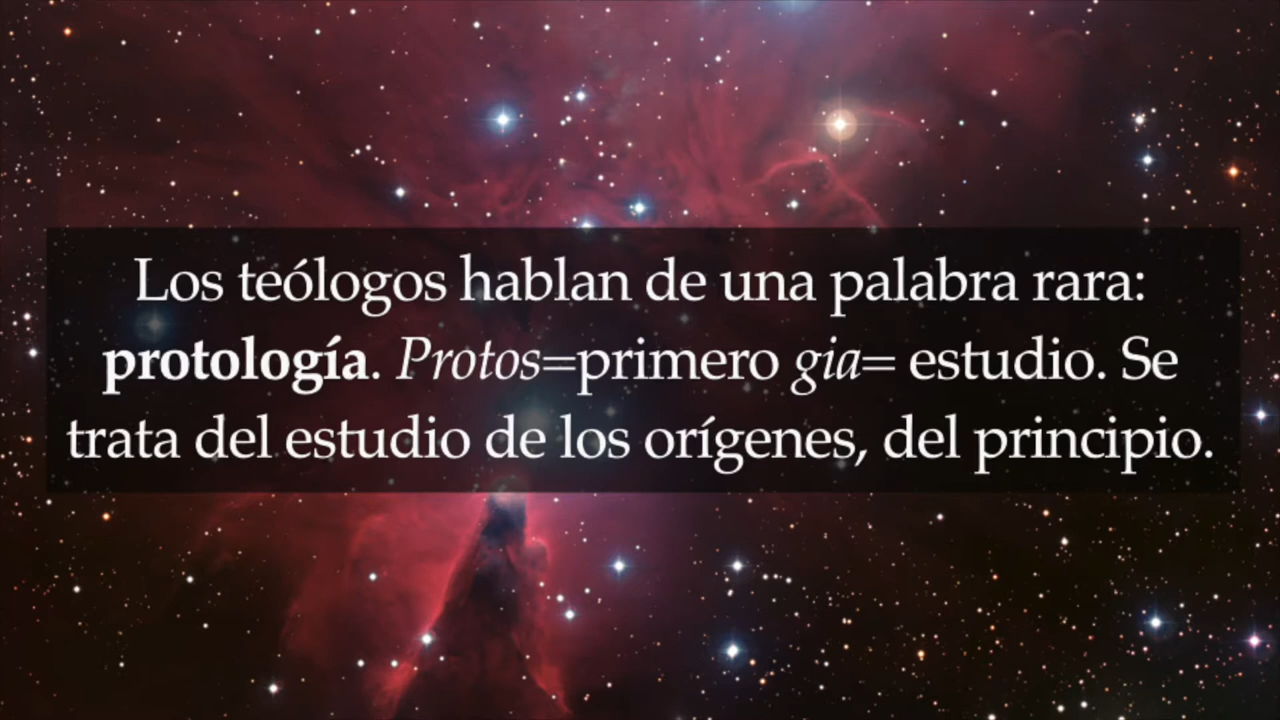 Los teólogos hablan de una palabra rara:
protología. Protos=primero gia= estudio. Se
trata del estudio de los orígenes, del principio.